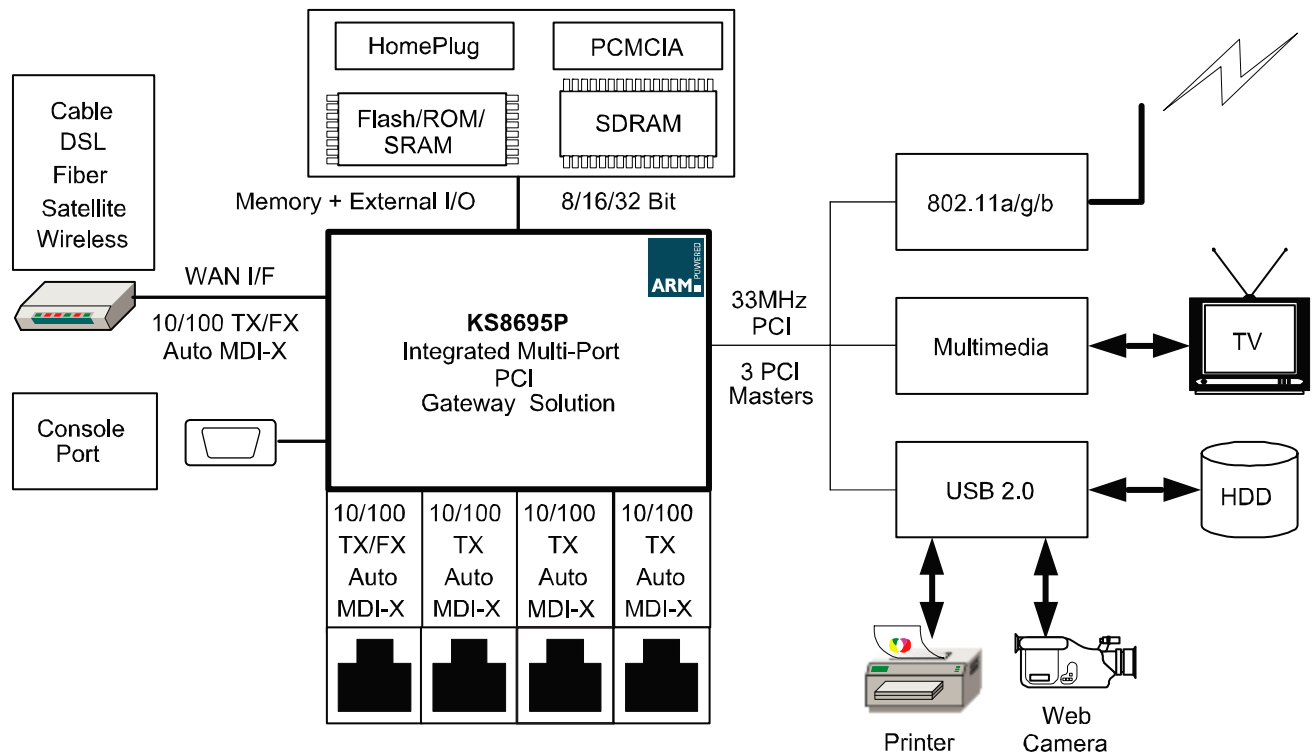 HomePlug
PCMCIA
Flash/ROM/
SRAM
SDRAM
Cable
DSL
Fiber
Satellite
Wireless
Memory + External I/O
8/16/32 Bit
WAN I/F
10/100 TX/FX
Auto MDI-X
ARM POWERED
KS8695P
Integrated Multi-Port
PCI
Gateway Solution
Console
Port
33MHz
PCI
3 PCI
Masters
802.11a/g/b
Multimedia
TV
USB 2.0
HDD
10/100
TX/FX
Auto
MDI-X
10/100
TX
Auto
MDI-X
10/100
TX
Auto
MDI-X
10/100
TX
Auto
MDI-X
Printer
Web
Camera